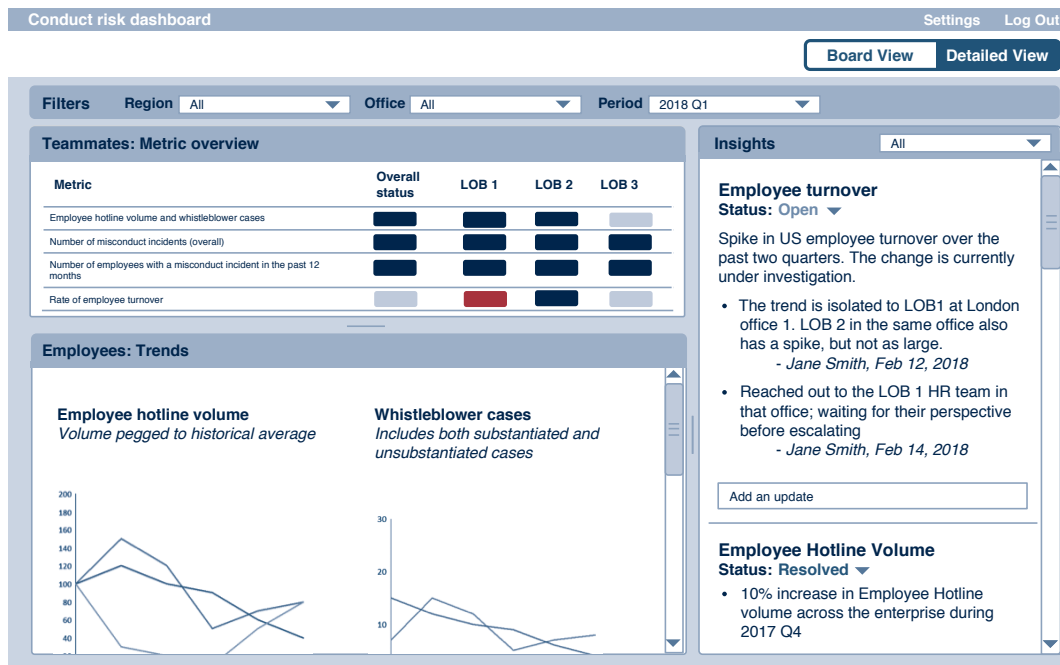 Conduct risk dashboard
Settings Log Out
Board View Detailed View
Filters Region All Office All Period 2018 Q1
Teammates: Metric overview
Metric Overall status LOB 1 LOB 2 LOB 3
Employee hotline volume and whistleblower cases
Number of misconduct incidents (overall)
Number of employees with a misconduct incident in the past 12
months
Rate of employee turnover
Employees: Trends
Employee hotline volume
Volume pegged to historical average
200
180
160
140
120
100
80
60
40
Whistleblower cases
Includes both substantiated and
unsubstantiated cases
30
20
10
Insights All
Employee turnover
Status: Open
Spike in US employee turnover over the
past two quarters. The change is currently
under investigation.
• The trend is isolated to LOB1 at London
office 1. LOB 2 in the same office also
has a spike, but not as large.
- Jane Smith, Feb 12, 2018
• Reached out to the LOB 1 HR team in
that office; waiting for their perspective
before escalating
- Jane Smith, Feb 14, 2018
Add an update
Employee Hotline Volume
Status: Resolved
• 10% increase in Employee Hotline
volume across the enterprise during
2017 Q4